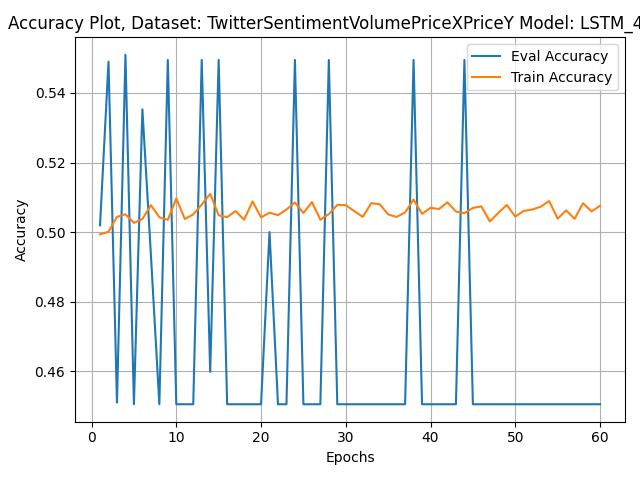 Accuracy Plot, Dataset: TwitterSentimentVolumePriceXPriceY Model: LSTM_4
Eval Accuracy
Train Accuracy
Accuracy
0.54
0.52
0.50
0.48
0.46
0 10 20 30 40 50 60
Epochs